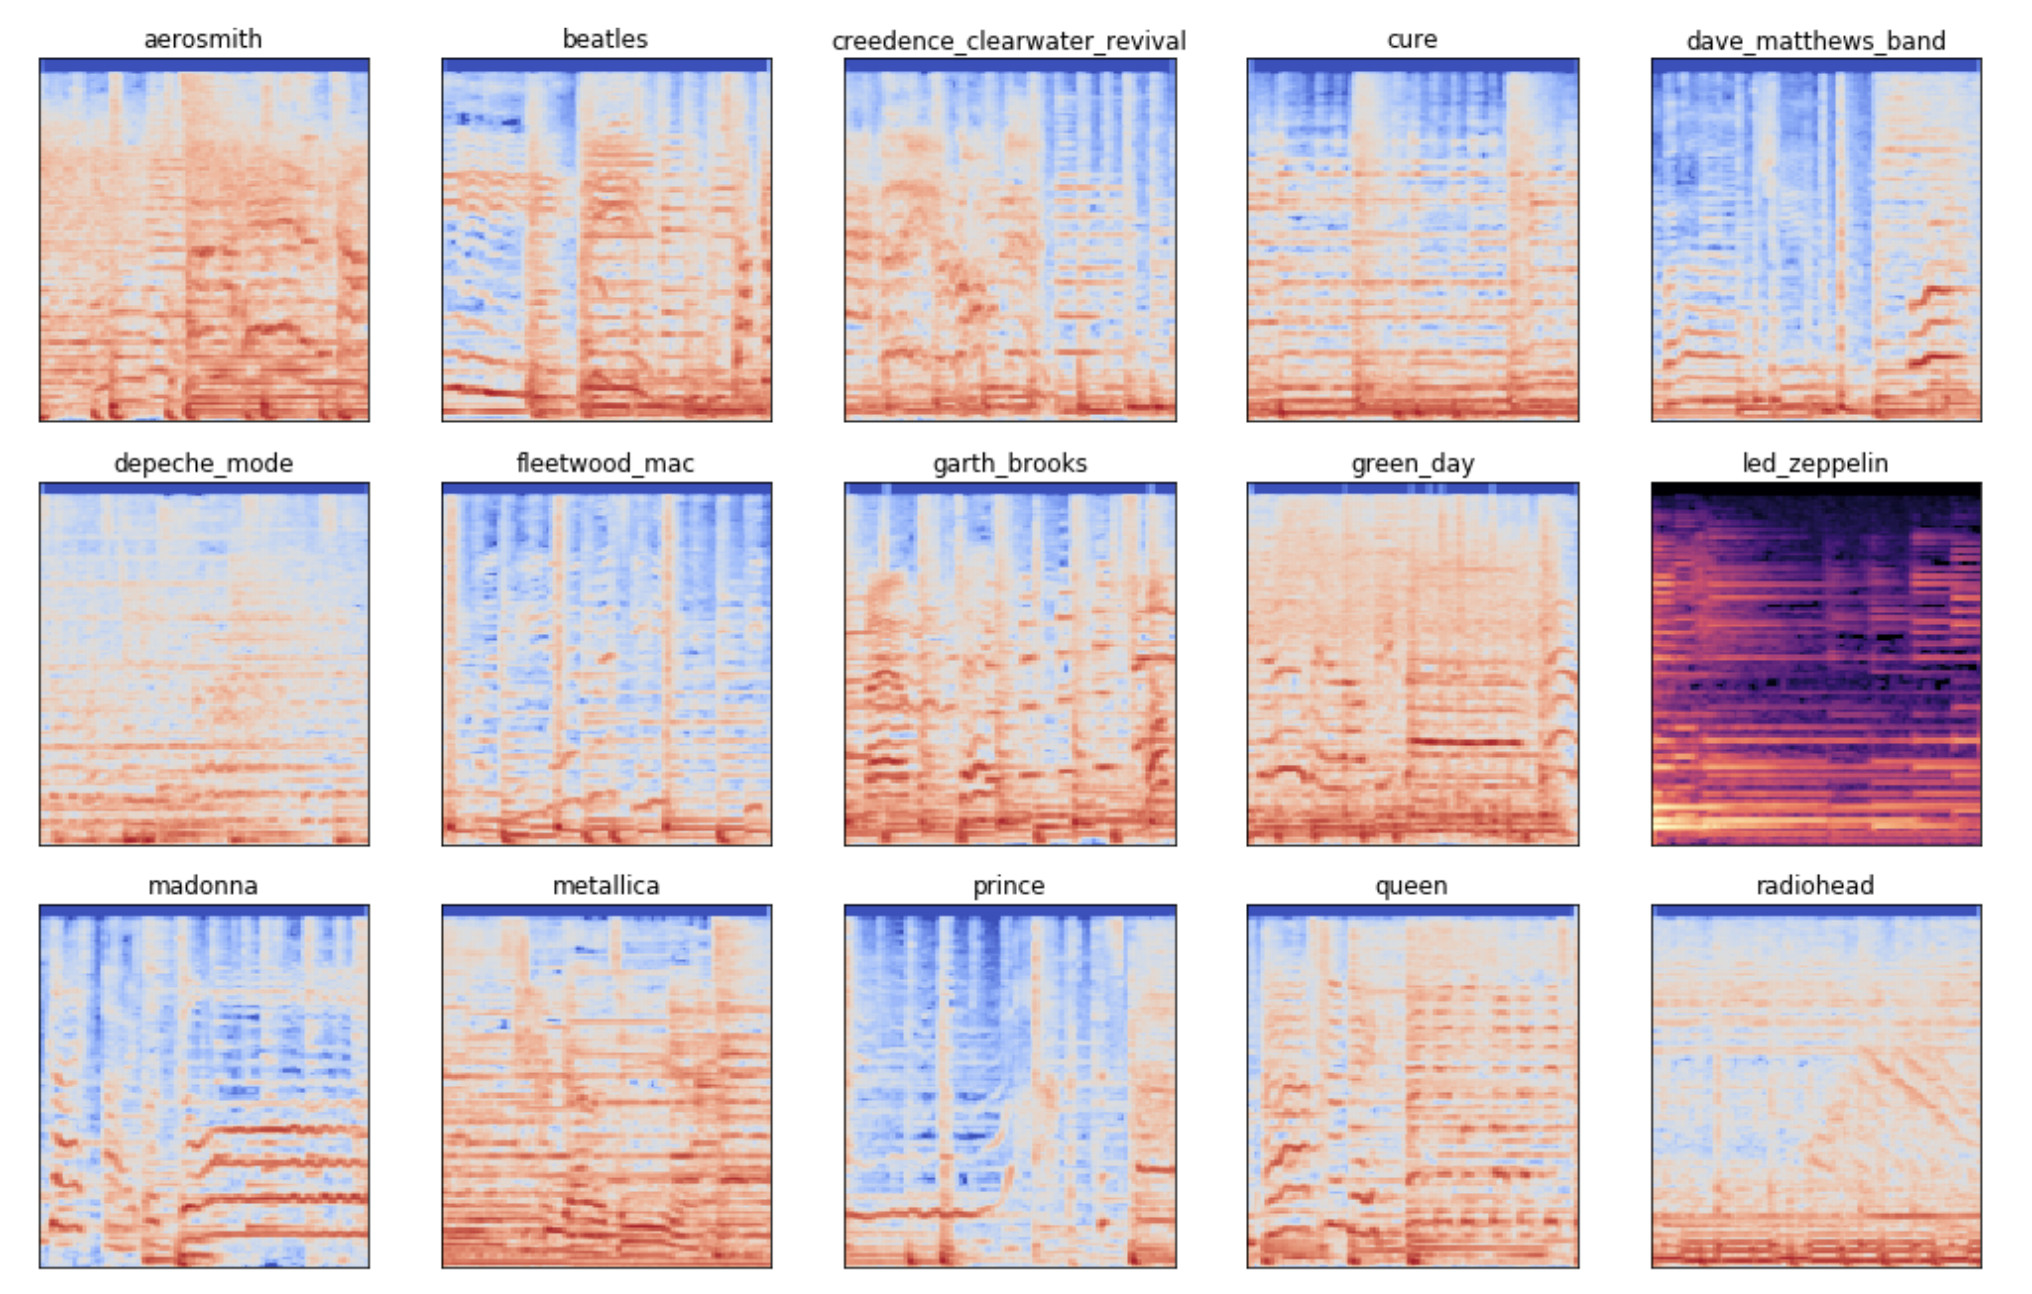 aerosmith
beatles
creedence_clearwater_revival
cure
dave_matthews_band
depeche_mode
fleetwood_mac
garth_brooks
green_day
led_zeppelin
madonna
metallica
prince
queen
radiohead